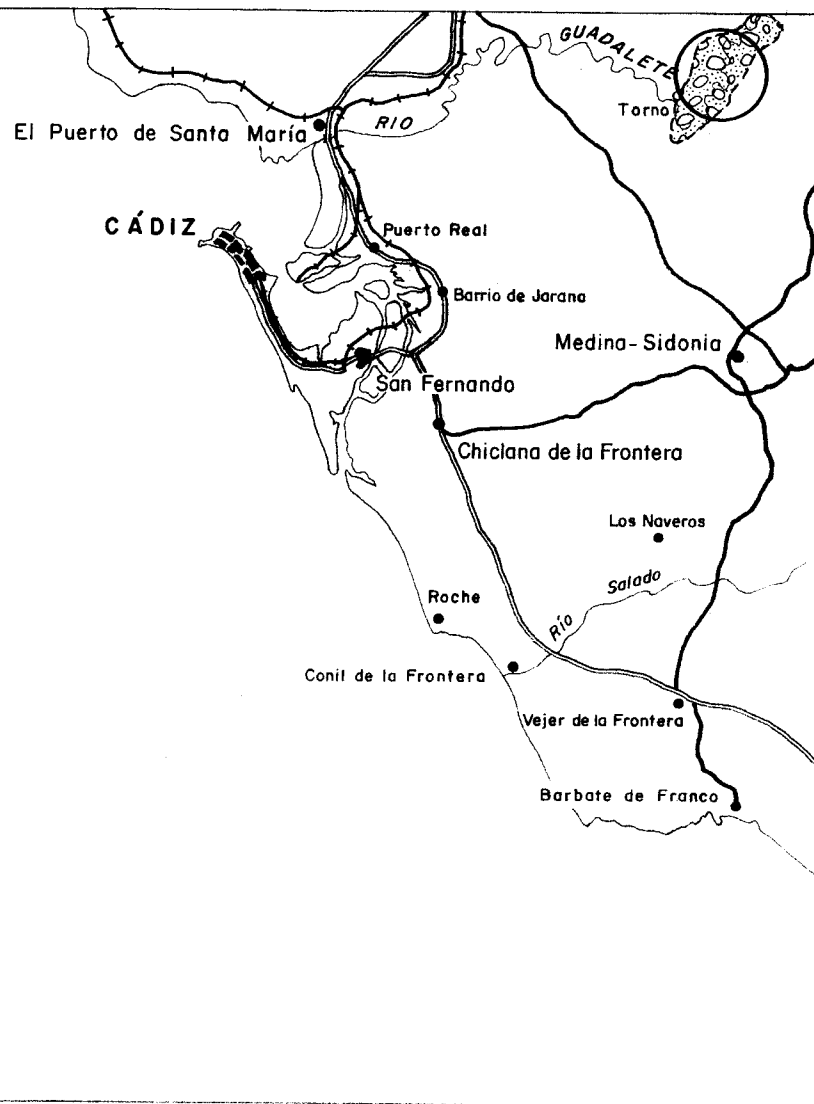 GUADALETE
Torno
RIO
El Puerto de Santa María
CÁDIZ
Puerto Real
Barrio de Jarana
Medina-Sidonia
San Fernando
Chiclana de la Frontera
Los Naveros
Salado
Roche
Río
Conil de la Frontera
Vejer de la Frontera
Barbate de Franco